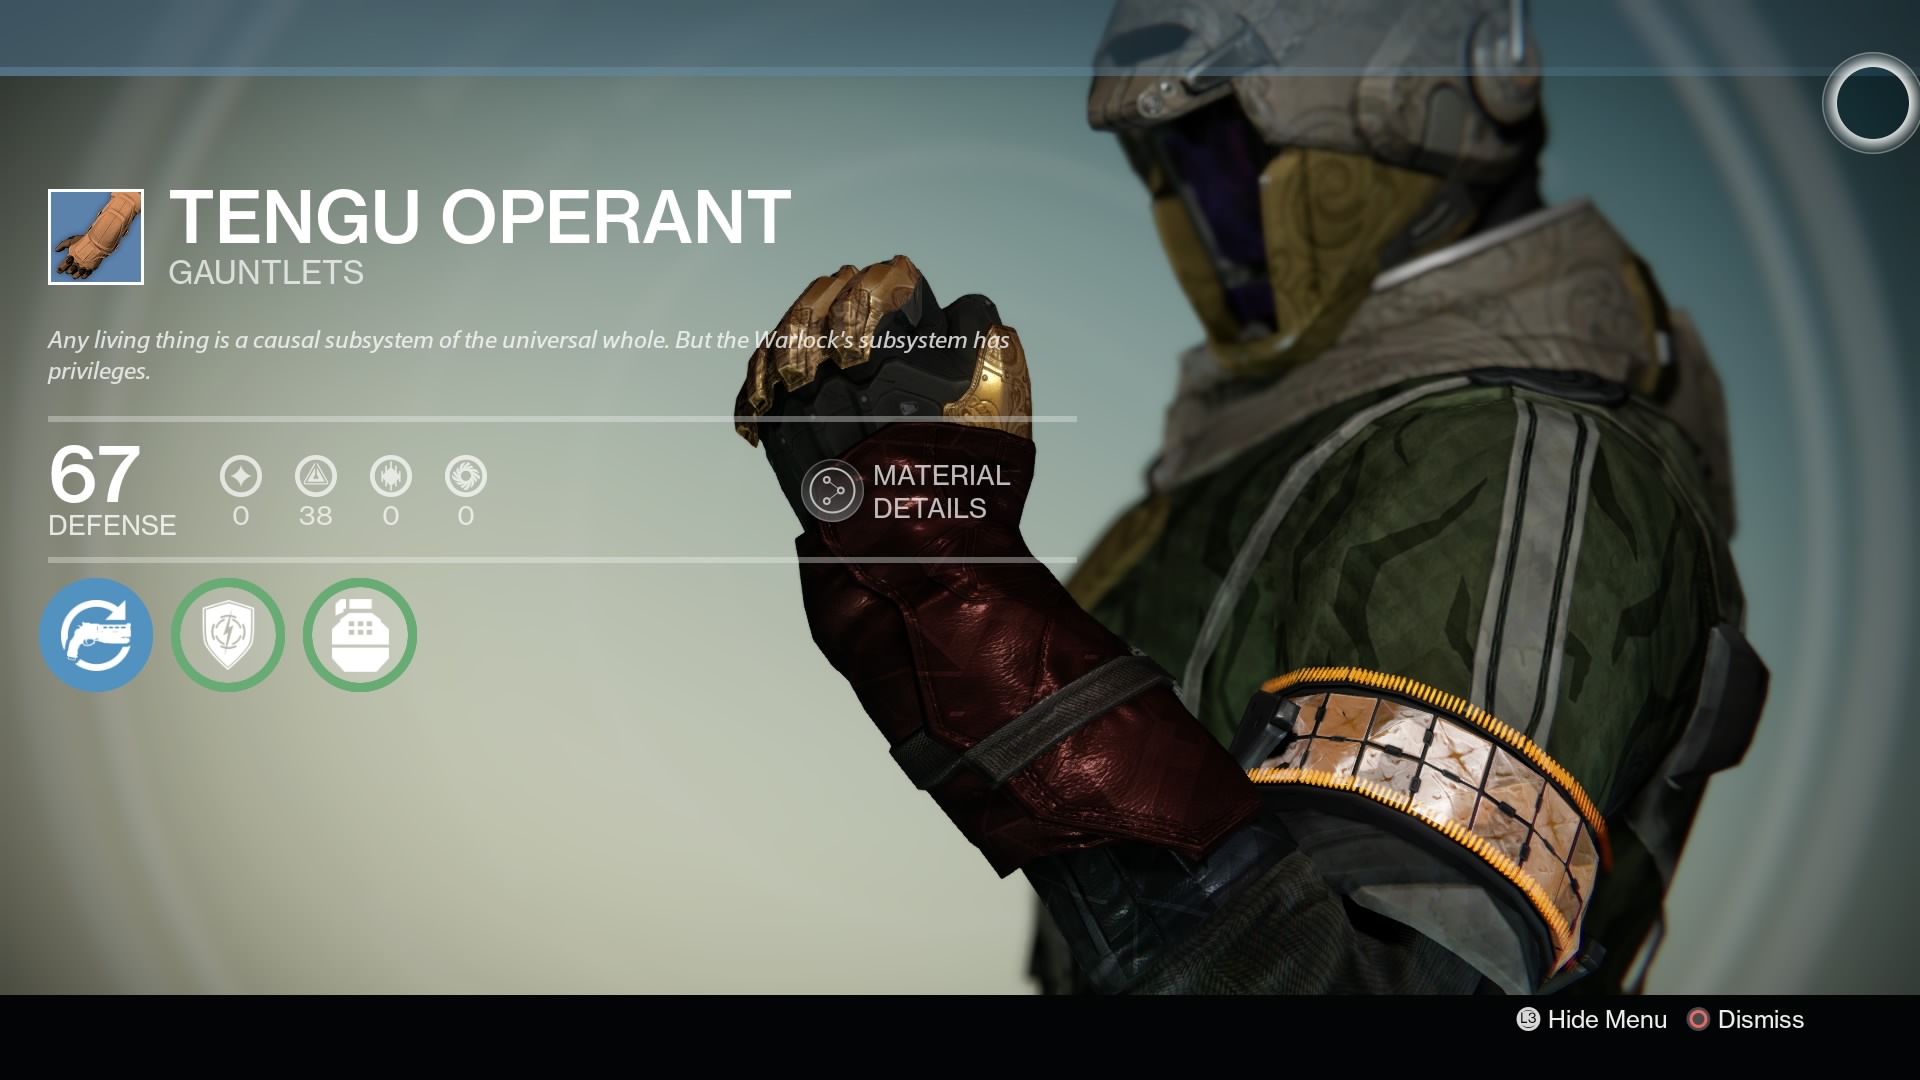 TENGU OPERANT
GAUNTLETS
Any living thing is a causal subsystem of the universal whole. But the Warlock's subsystem has
privileges.
67
DEFENSE
0 38 0 0
MATERIAL
DETAILS
L3 Hide Menu Dismiss